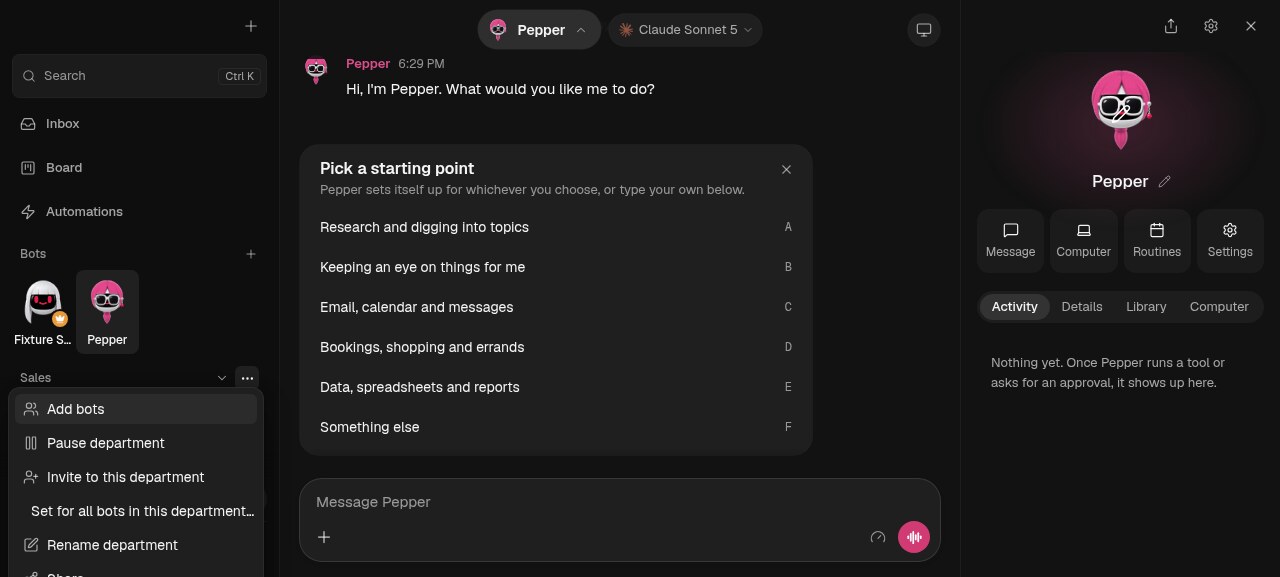 Search
Ctrl K
Inbox
Board
Automations
Bots
Fixture S...
Pepper
Sales
Add bots
Pause department
Invite to this department
Set for all bots in this department...
Rename department
Share
Pepper
Claude Sonnet 5
Pepper 6:29 PM
Hi, I'm Pepper. What would you like me to do?
Pick a starting point
Pepper sets itself up for whichever you choose, or type your own below.
Research and digging into topics A
Keeping an eye on things for me B
Email, calendar and messages C
Bookings, shopping and errands D
Data, spreadsheets and reports E
Something else F
Message Pepper
Pepper
Message
Computer
Routines
Settings
Activity
Details
Library
Computer
Nothing yet. Once Pepper runs a tool or
asks for an approval, it shows up here.